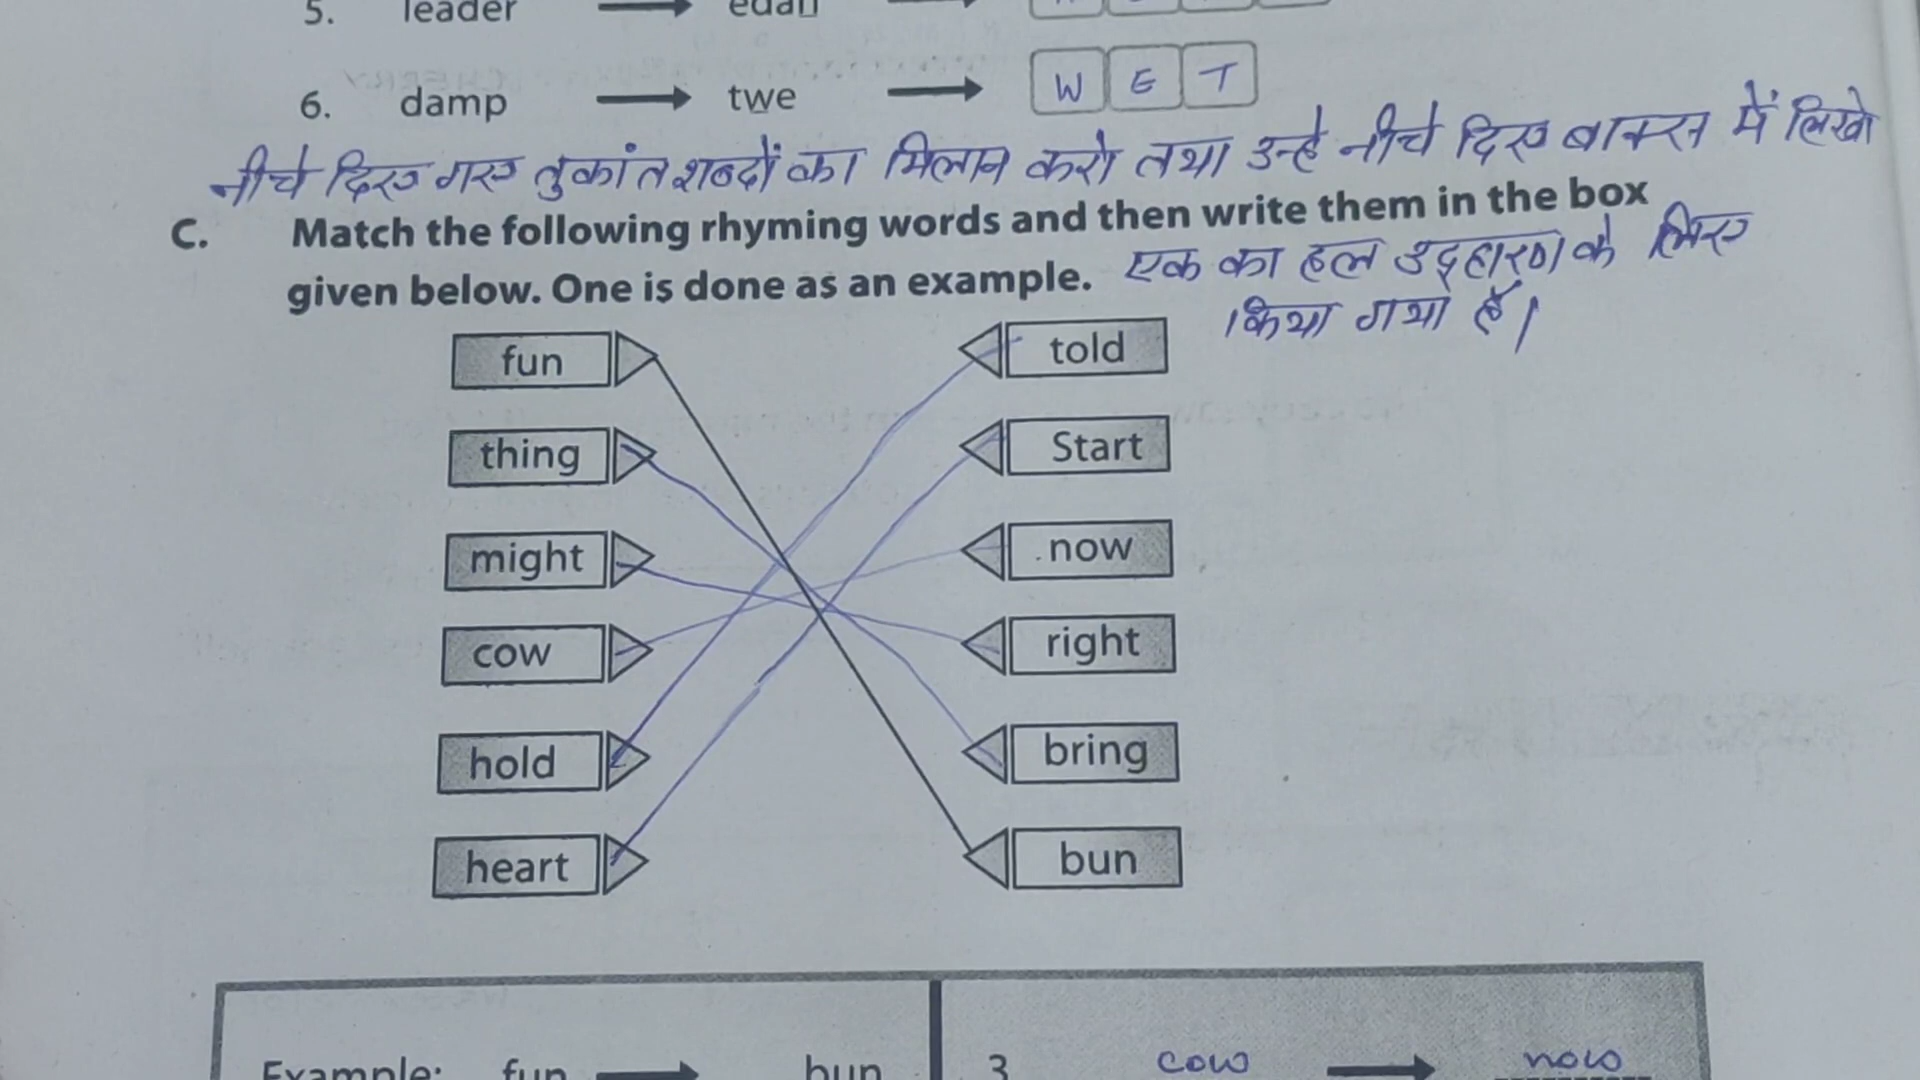 5. leader
6. damp twe W E T
नीचे दिए गए तुकांत शब्दों का मिलान करो तथा उन्हे नीचे दिए बाक्स में लिखो
C. Match the following rhyming words and then write them in the box
given below. One is done as an example. एक का हल उद्हारण के लिए
किया गया है।
fun told
thing Start
might now
cow right
hold bring
heart bun
Example: fun bun 3 cow now